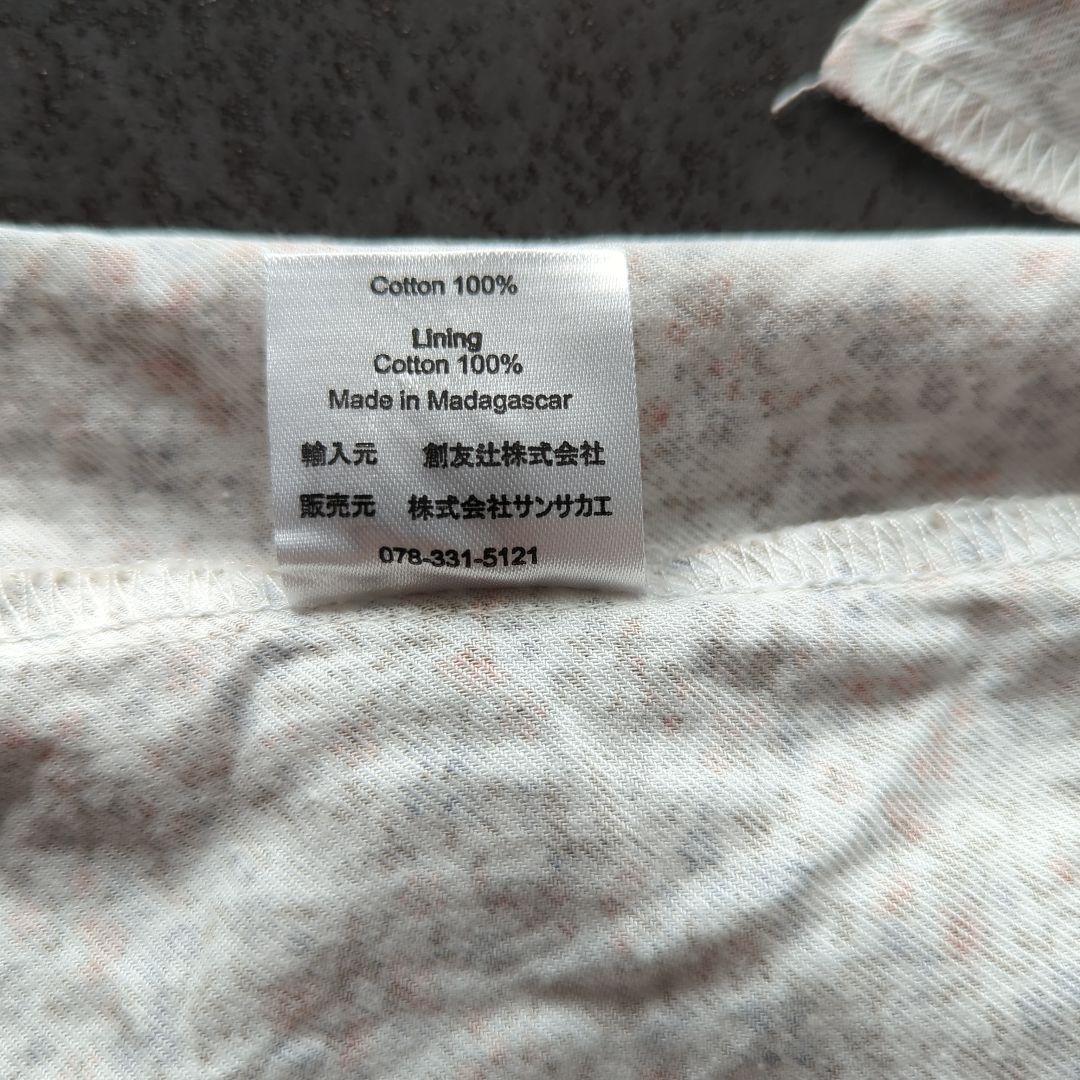 Cotton 100%
Lining
Cotton 100%
Made in Madagascar
輸入元 創友辻株式会社
販売元 株式会社サンサカエ
078-331-5121